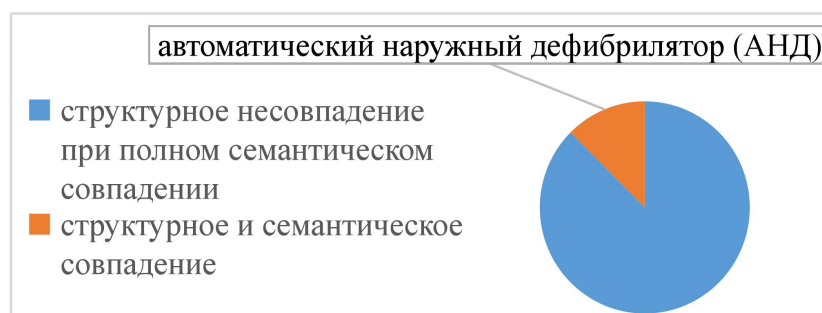 автоматический наружный дефибрилятор (АНД)
структурное несовпадение
при полном семантическом
совпадении
структурное и семантическое
совпадение